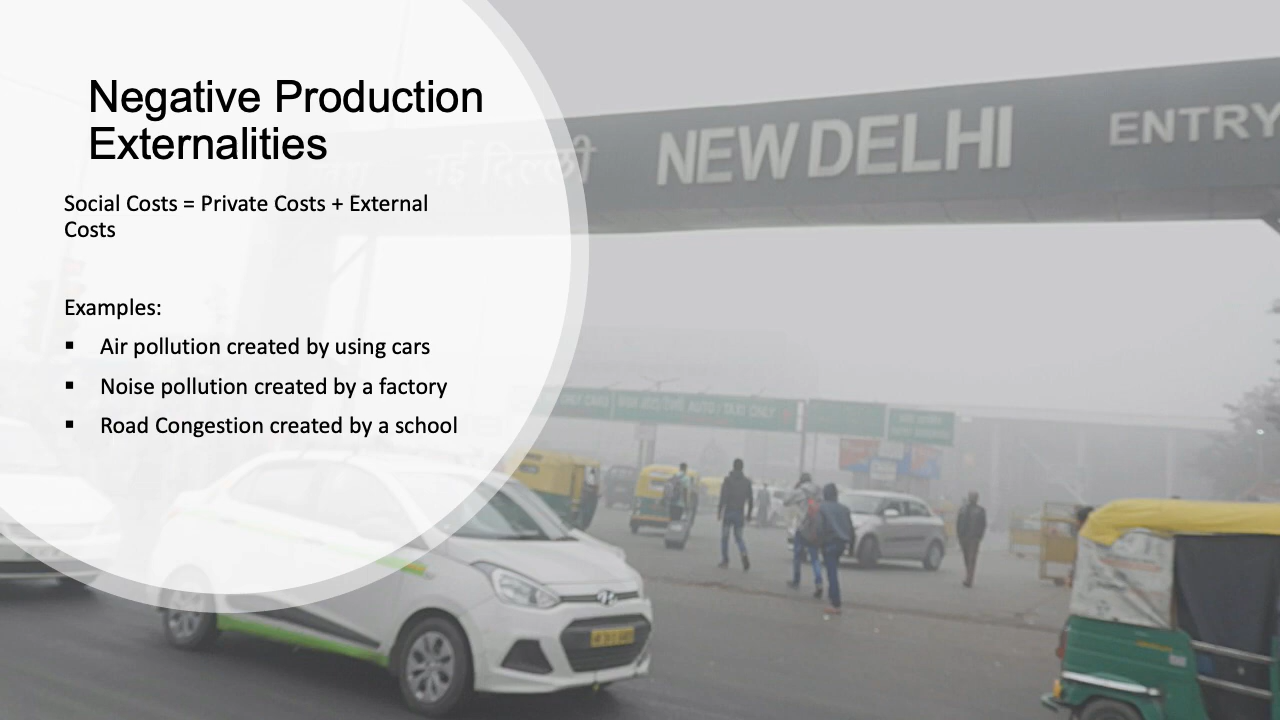 Negative Production
Externalities
Social Costs = Private Costs + External
Costs
Examples:
▪ Air pollution created by using cars
▪ Noise pollution created by a factory
▪ Road Congestion created by a school
नई दिल्ली NEW DELHI ENTRY